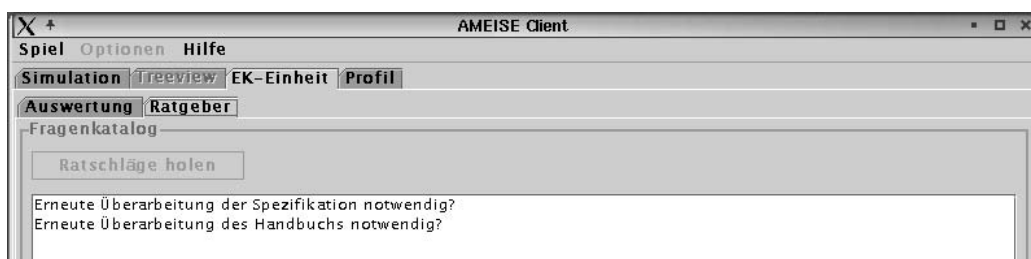 AMEISE Client
Spiel Optionen Hilfe
Simulation Treeview EK-Einheit Profil
Auswertung Ratgeber
Fragenkatalog
Ratschläge holen
Erneute Überarbeitung der Spezifikation notwendig?
Erneute Überarbeitung des Handbuchs notwendig?